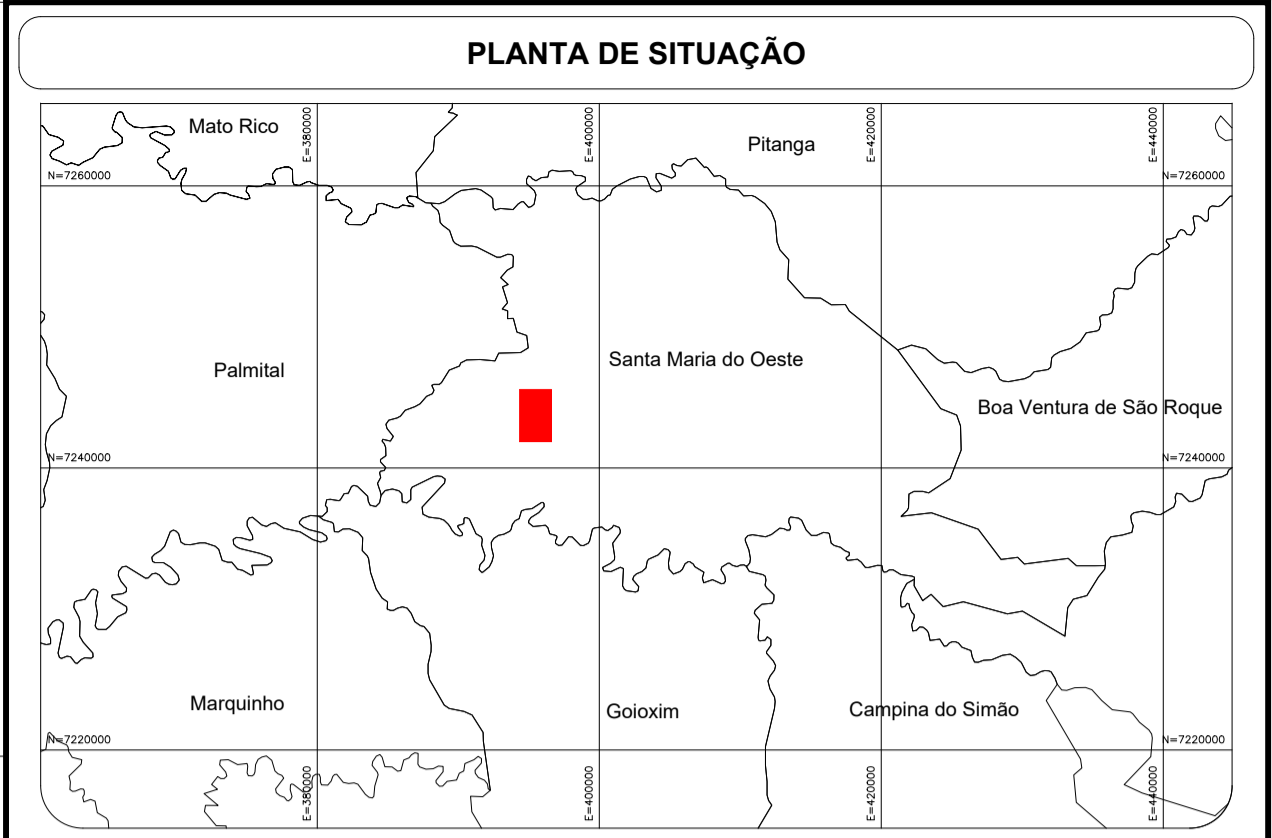 PLANTA DE SITUAÇÃO
Mato Rico
E=380000
E=400000
Pitanga
E=420000
E=440000
N=7260000
N=7260000
Palmital
Santa Maria do Oeste
Boa Ventura de São Roque
N=7240000
N=7240000
Marquinho
Goioxim
Campina do Simão
N=7220000
N=7220000
E=380000
E=400000
E=420000
E=440000